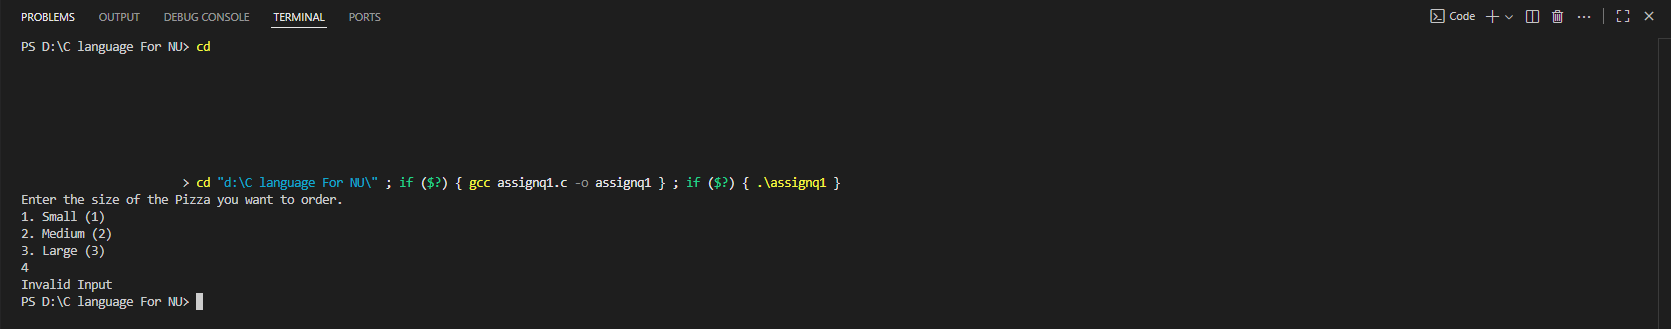 PROBLEMS OUTPUT DEBUG CONSOLE TERMINAL PORTS Code
PS D:\C language For NU> cd
> cd "d:\C language For NU\" ; if ($?) { gcc assignq1.c -o assignq1 } ; if ($?) { .\assignq1 }
Enter the size of the Pizza you want to order.
1. Small (1)
2. Medium (2)
3. Large (3)
4
Invalid Input
PS D:\C language For NU>